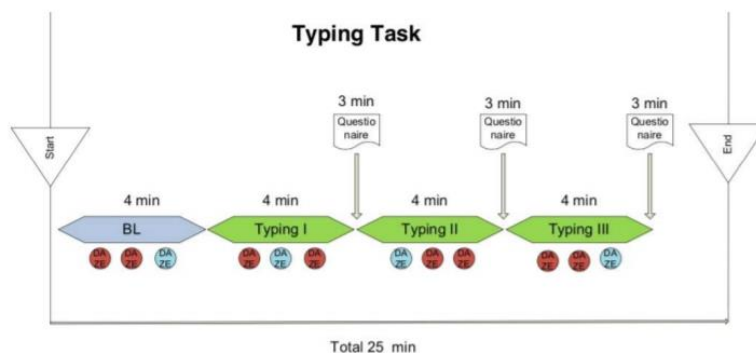 Typing Task
3 min
3 min
3 min
Questio
naire
Questio
naire
Questio
naire
Start
End
4 min
4 min
4 min
4 min
BL
Typing I
Typing II
Typing III
DA
ZE
DA
ZE
DA
ZE
DA
ZE
DA
ZE
DA
ZE
DA
ZE
DA
ZE
DA
ZE
DA
ZE
DA
ZE
DA
ZE
Total 25 min